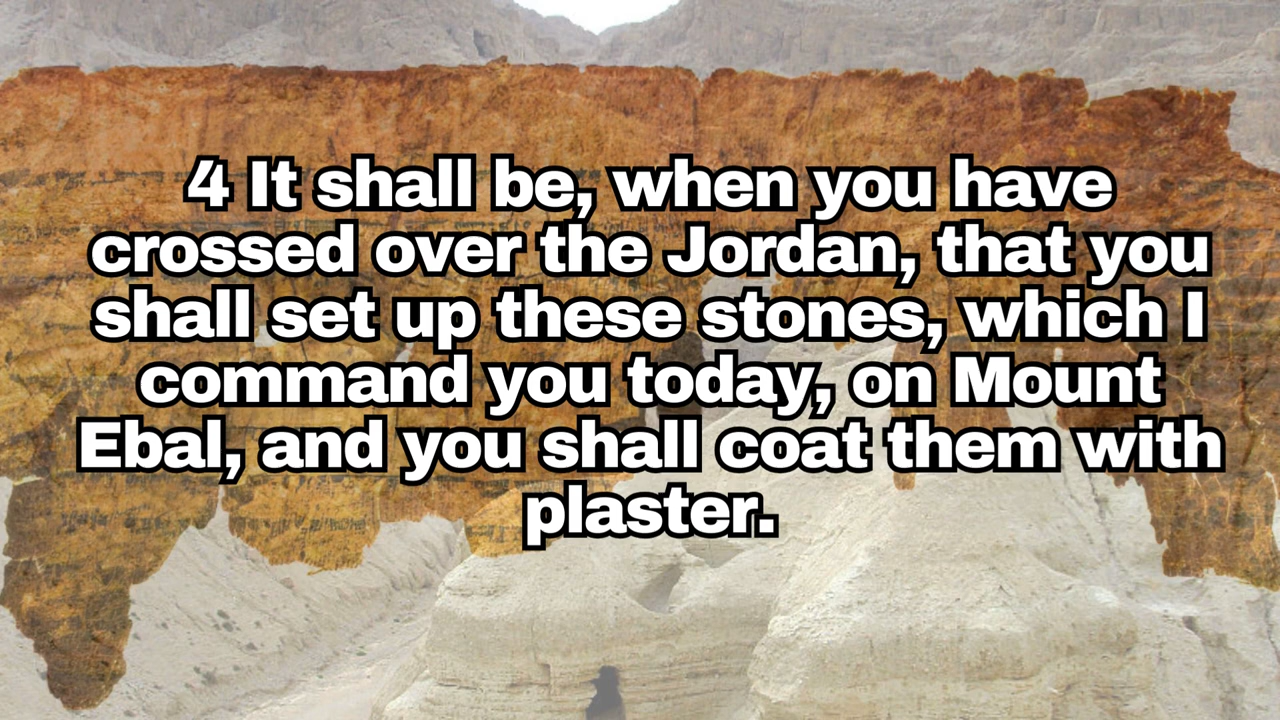 4 It shall be, when you have
crossed over the Jordan, that you
shall set up these stones, which I
command you today, on Mount
Ebal, and you shall coat them with
plaster.